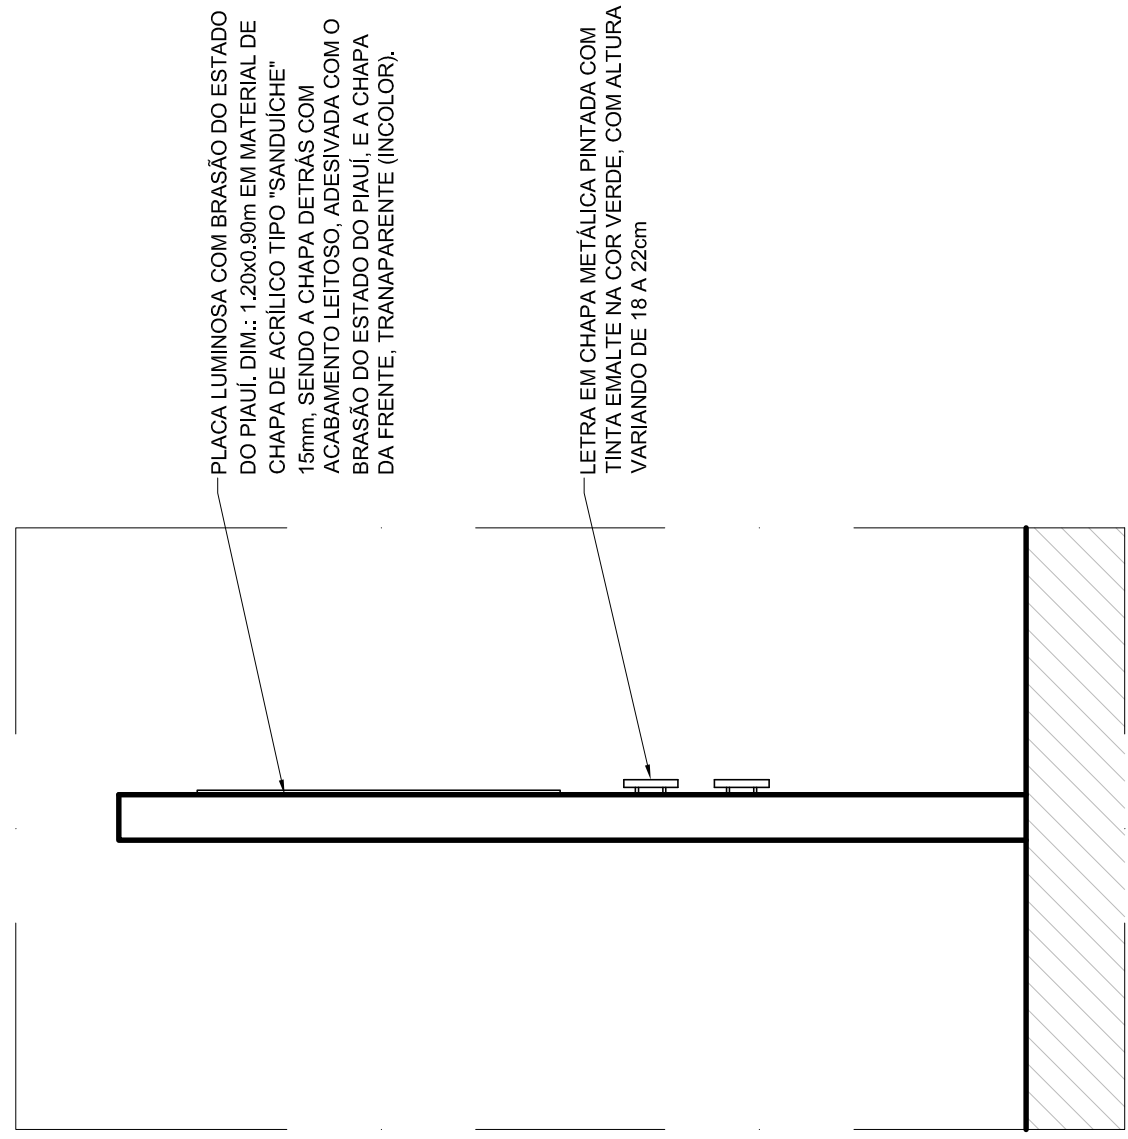 PLACA LUMINOSA COM BRASÃO DO ESTADO
DO PIAUÍ. DIM.: 1.20x0.90m EM MATERIAL DE
CHAPA DE ACRÍLICO TIPO "SANDUÍCHE"
15mm, SENDO A CHAPA DETRÁS COM
ACABAMENTO LEITOSO, ADESIVADA COM O
BRASÃO DO ESTADO DO PIAUÍ, E A CHAPA
DA FRENTE, TRANAPARENTE (INCOLOR).
LETRA EM CHAPA METÁLICA PINTADA COM
TINTA EMALTE NA COR VERDE, COM ALTURA
VARIANDO DE 18 A 22cm